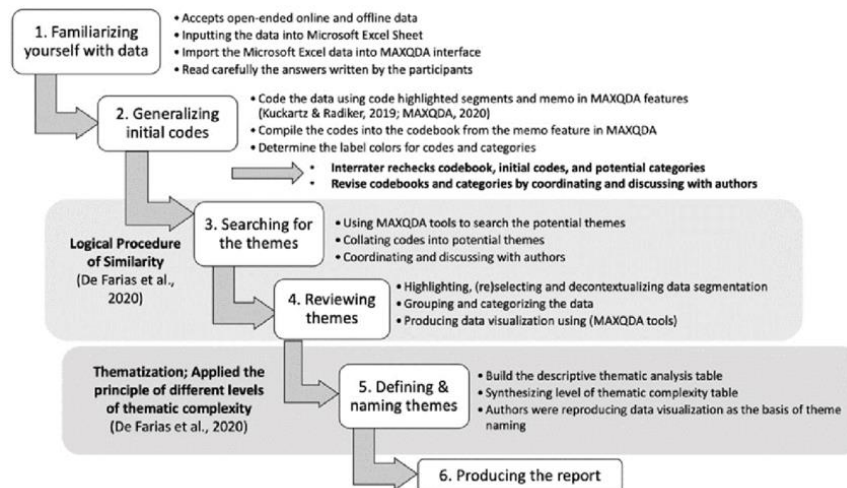 1. Familiarizing
yourself with data
• Accepts open-ended online and offline data
• Inputting the data into Microsoft Excel Sheet
• Import the Microsoft Excel data into MAXQDA interface
• Read carefully the answers written by the participants
2. Generalizing
initial codes
• Code the data using code highlighted segments and memo in MAXQDA features
(Kuckartz & Radiker, 2019; MAXQDA, 2020)
• Compile the codes into the codebook from the memo feature in MAXQDA
• Determine the label colors for codes and categories
• Interrater rechecks codebook, initial codes, and potential categories
• Revise codebooks and categories by coordinating and discussing with authors
Logical Procedure
of Similarity
(De Farias et al.,
2020)
3. Searching for
the themes
• Using MAXQDA tools to search the potential themes
• Collating codes into potential themes
• Coordinating and discussing with authors
4. Reviewing
themes
• Highlighting, (re)selecting and decontextualizing data segmentation
• Grouping and categorizing the data
• Producing data visualization using (MAXQDA tools)
Thematization; Applied the
principle of different levels
of thematic complexity
(De Farias et al., 2020)
5. Defining &
naming themes
• Build the descriptive thematic analysis table
• Synthesizing level of thematic complexity table
• Authors were reproducing data visualization as the basis of theme
naming
6. Producing the report